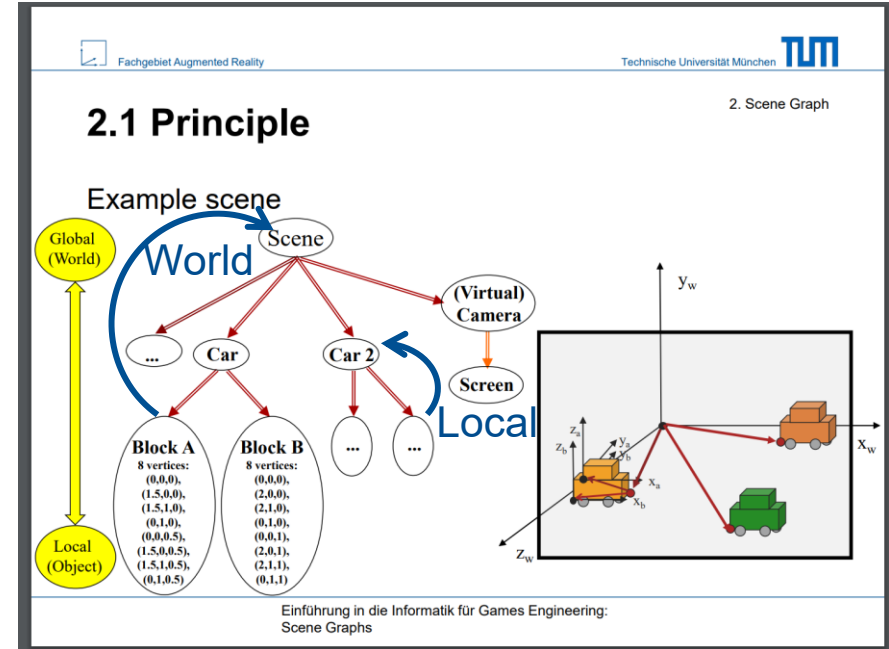 Fachgebiet Augmented Reality
Technische Universität München
TUM
2. Scene Graph
2.1 Principle
Example scene
Global
(World)
World
Scene
(Virtual)
Camera
...
Car
Car 2
Screen
Local
Block A
8 vertices:
(0,0,0),
(1.5,0,0),
(1.5,1,0),
(0,1,0),
(0,0,0.5),
(1.5,0,0.5),
(1.5,1,0.5),
(0,1,0.5)
Block B
8 vertices:
(0,0,0),
(2,0,0),
(2,1,0),
(0,1,0),
(0,0,1),
(2,0,1),
(2,1,1),
(0,1,1)
...
...
Local
(Object)
yw
xw
zw
za
zb
ya
yb
xa
xb
Einführung in die Informatik für Games Engineering:
Scene Graphs